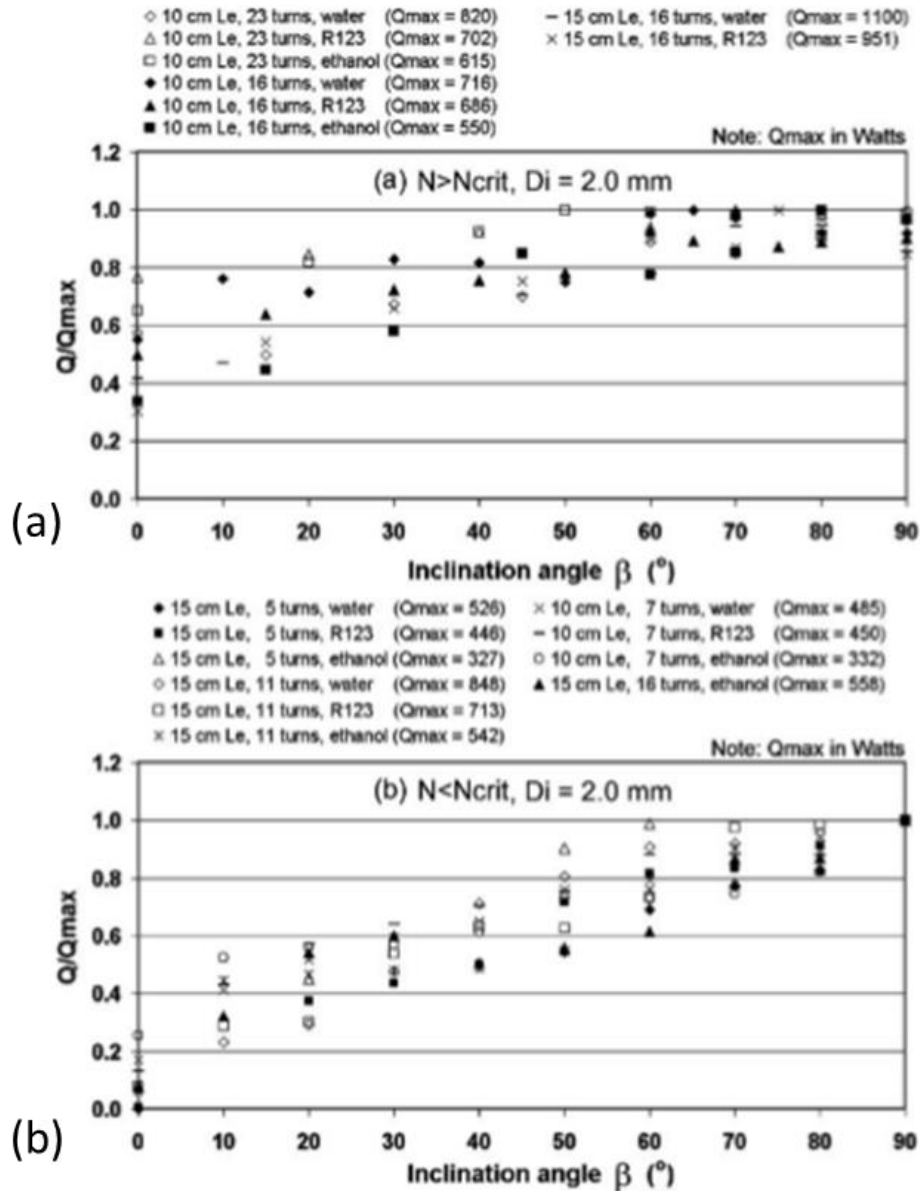 10 cm Le, 23 turns, water (Qmax = 820)
10 cm Le, 23 turns, R123 (Qmax = 702)
10 cm Le, 23 turns, ethanol (Qmax = 615)
10 cm Le, 16 turns, water (Qmax = 716)
10 cm Le, 16 turns, R123 (Qmax = 686)
10 cm Le, 16 turns, ethanol (Qmax = 550)
15 cm Le, 16 turns, water (Qmax = 1100)
15 cm Le, 16 turns, R123 (Qmax = 951)
Note: Qmax in Watts
(a) N>Ncrit, Di = 2.0 mm
Q/Qmax
1.2
1.0
0.8
0.6
0.4
0.2
0.0
0 10 20 30 40 50 60 70 80 90
Inclination angle β (°)
(a)
15 cm Le, 5 turns, water (Qmax = 526)
15 cm Le, 5 turns, R123 (Qmax = 446)
15 cm Le, 5 turns, ethanol (Qmax = 327)
15 cm Le, 11 turns, water (Qmax = 848)
15 cm Le, 11 turns, R123 (Qmax = 713)
15 cm Le, 11 turns, ethanol (Qmax = 542)
10 cm Le, 7 turns, water (Qmax = 485)
10 cm Le, 7 turns, R123 (Qmax = 450)
10 cm Le, 7 turns, ethanol (Qmax = 332)
15 cm Le, 16 turns, ethanol (Qmax = 558)
Note: Qmax in Watts
(b) N<Ncrit, Di = 2.0 mm
Q/Qmax
1.2
1.0
0.8
0.6
0.4
0.2
0.0
0 10 20 30 40 50 60 70 80 90
Inclination angle β (°)
(b)